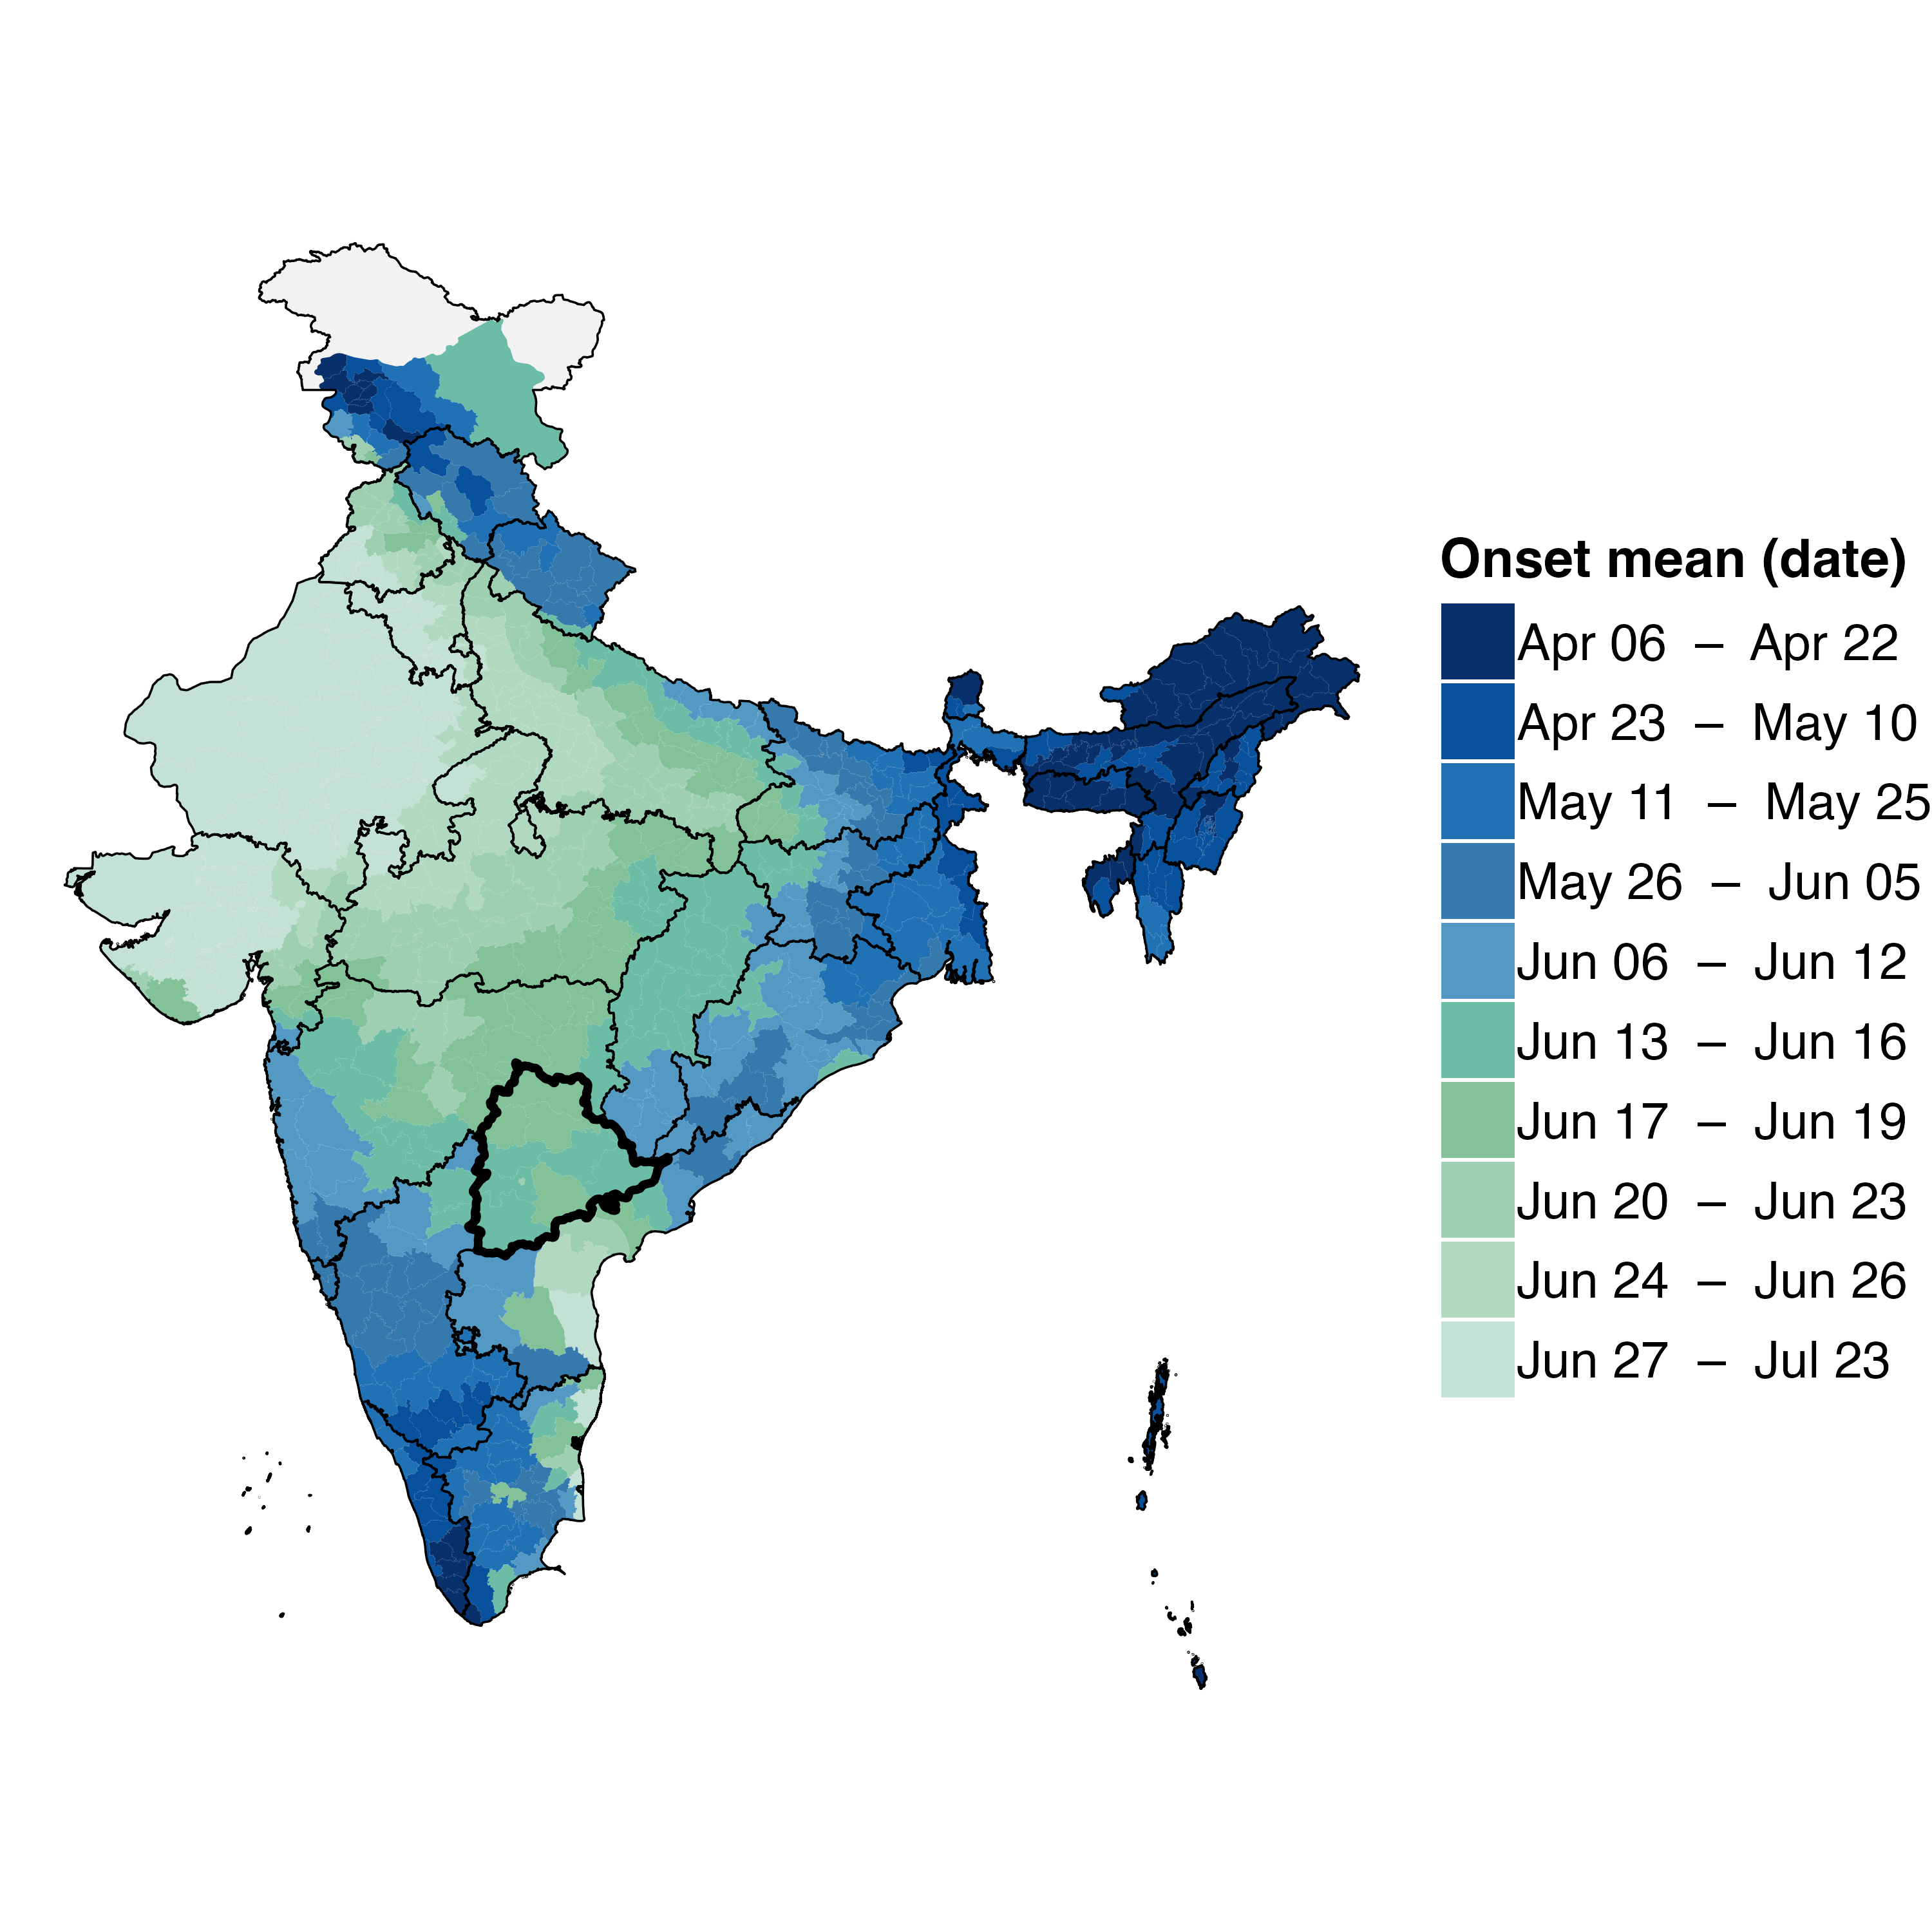 Onset mean (date)
Apr 06 – Apr 22
Apr 23 – May 10
May 11 – May 25
May 26 – Jun 05
Jun 06 – Jun 12
Jun 13 – Jun 16
Jun 17 – Jun 19
Jun 20 – Jun 23
Jun 24 – Jun 26
Jun 27 – Jul 23